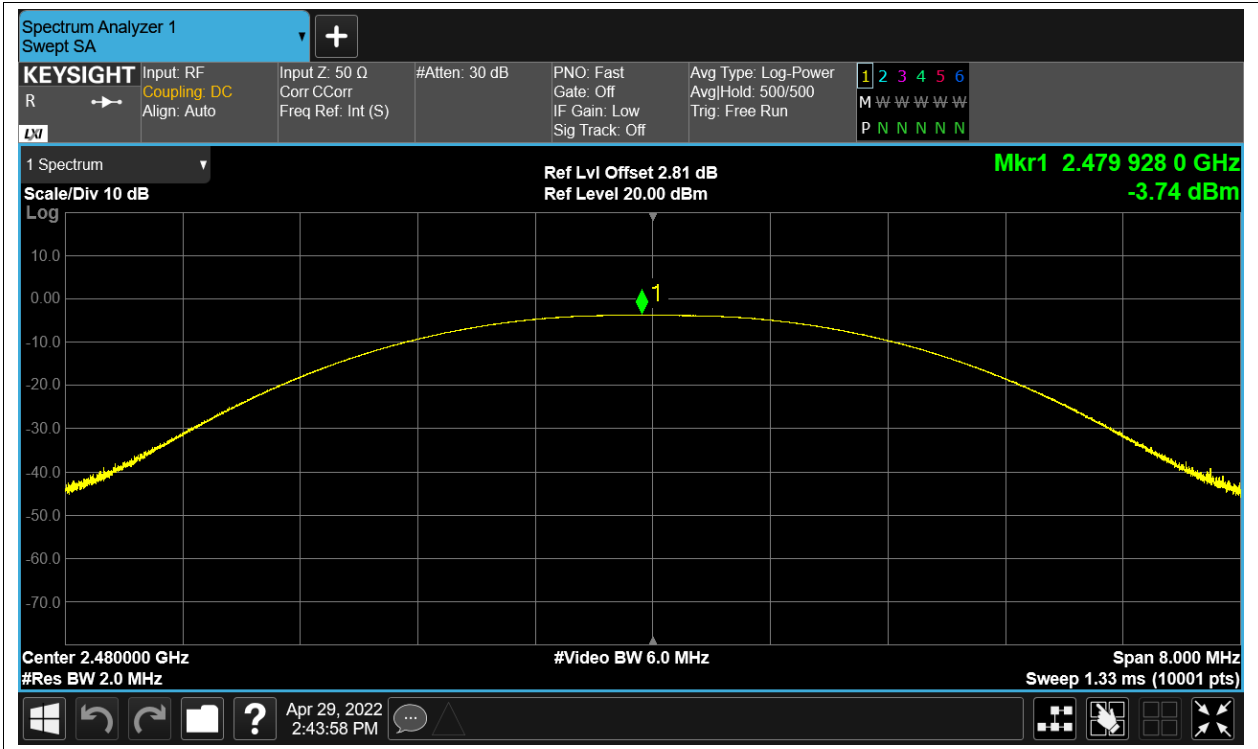 Spectrum Analyzer 1
Swept SA
KEYSIGHT
R
LXI
Input: RF
Coupling: DC
Align: Auto
Input Z: 50 Ω
Corr CCorr
Freq Ref: Int (S)
#Atten: 30 dB
PNO: Fast
Gate: Off
IF Gain: Low
Sig Track: Off
Avg Type: Log-Power
Avg|Hold: 500/500
Trig: Free Run
1 2 3 4 5 6
M W W W W W W
P N N N N N
1 Spectrum
Scale/Div 10 dB
Ref Lvl Offset 2.81 dB
Ref Level 20.00 dBm
Mkr1 2.479 928 0 GHz
-3.74 dBm
Log
10.0
0.00
-10.0
-20.0
-30.0
-40.0
-50.0
-60.0
-70.0
1
Center 2.480000 GHz
#Video BW 6.0 MHz
Span 8.000 MHz
#Res BW 2.0 MHz
Sweep 1.33 ms (10001 pts)
?
Apr 29, 2022
2:43:58 PM